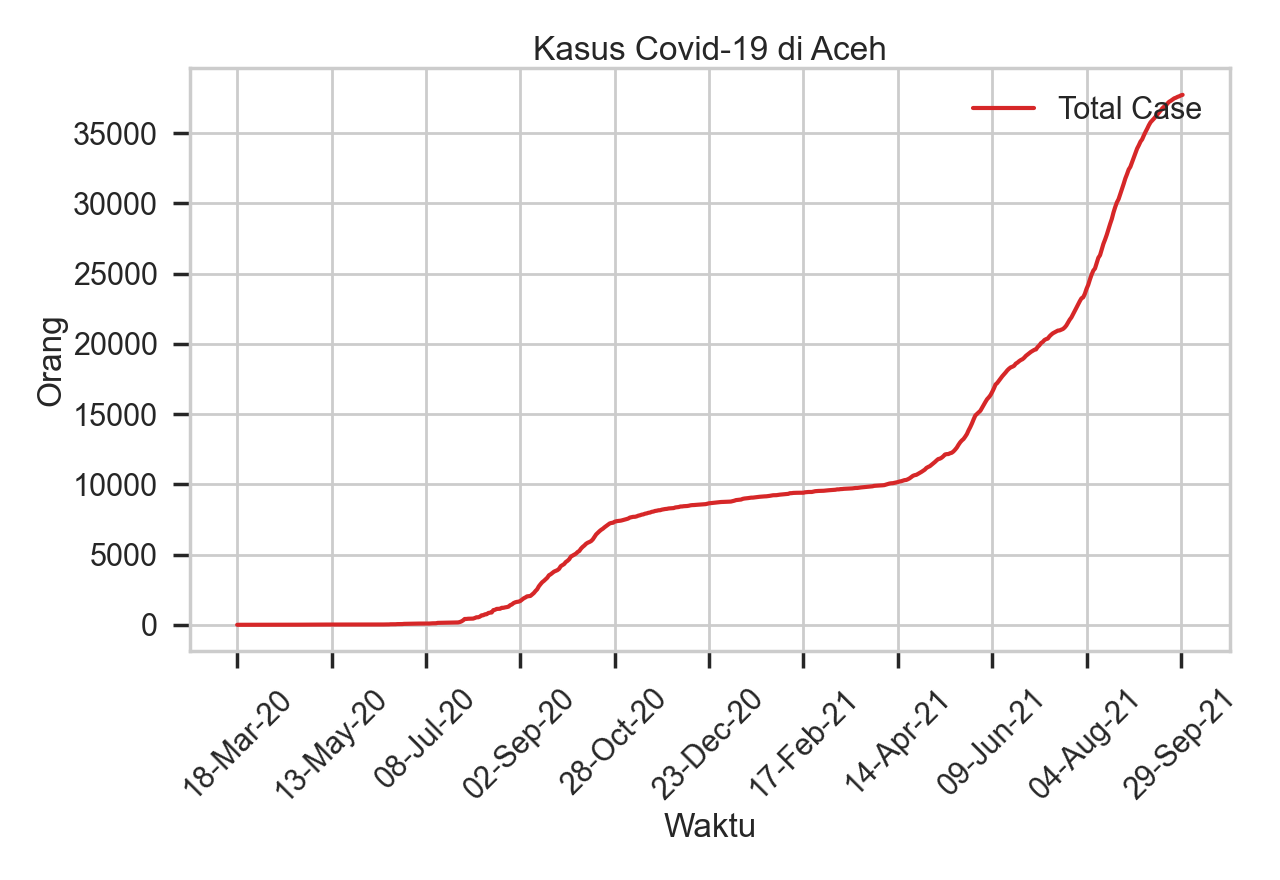 Kasus Covid-19 di Aceh
Total Case
Orang
35000
30000
25000
20000
15000
10000
5000
0
18-Mar-20
13-May-20
08-Jul-20
02-Sep-20
28-Oct-20
23-Dec-20
17-Feb-21
14-Apr-21
09-Jun-21
04-Aug-21
29-Sep-21
Waktu